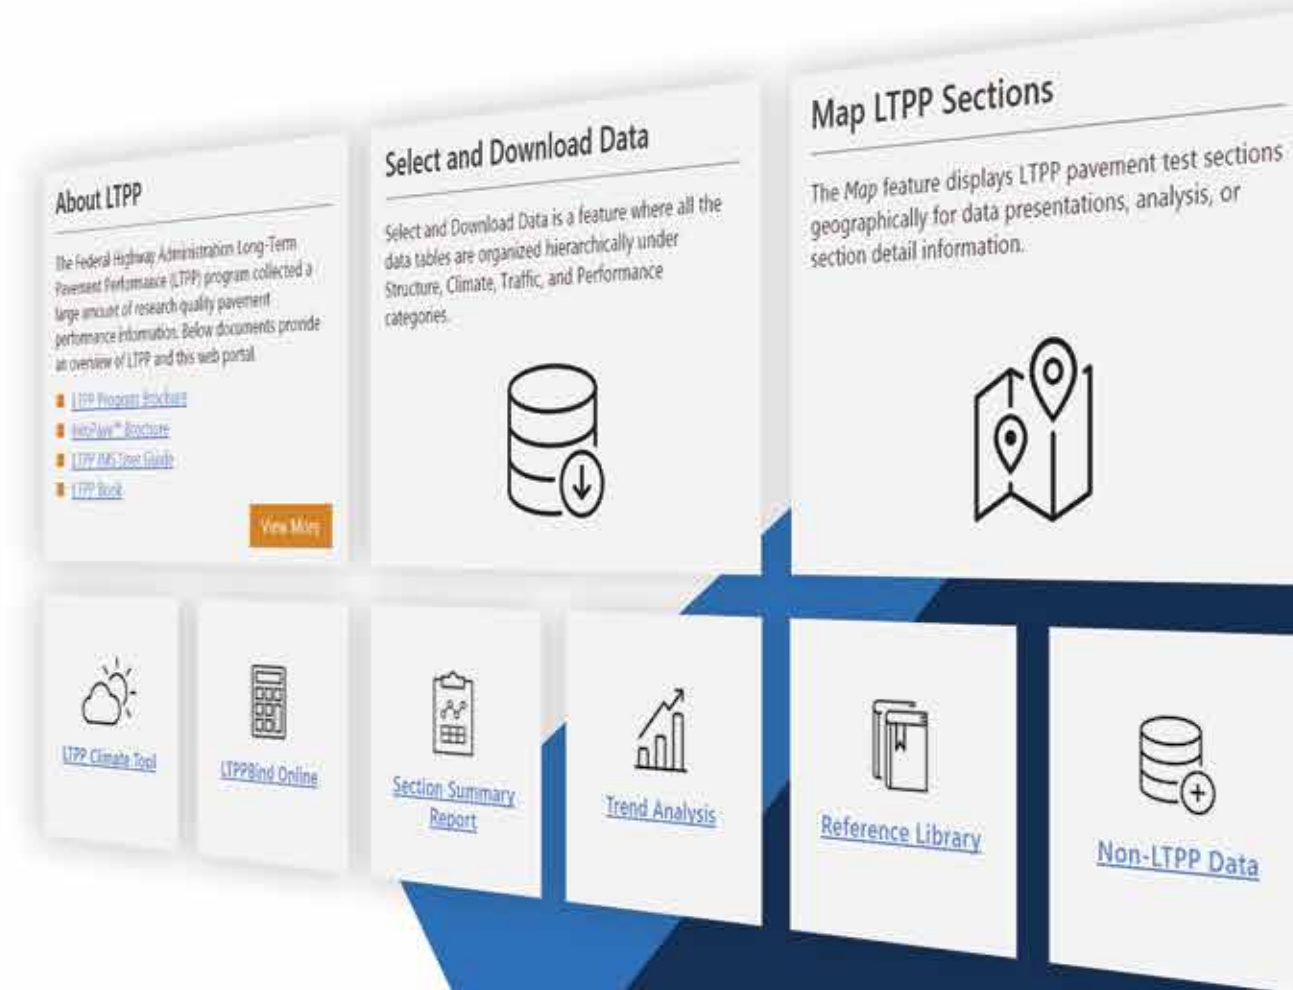 About LTPP
The Federal Highway Administration Long-Term
Pavement Performance (LTPP) program collected a
large amount of research quality pavement
performance information. Below documents provide
an overview of LTPP and this web portal.
LTPP Program Brochure
InfoPave™ Brochure
LTPP IMS User Guide
LTPP Book
View More
Select and Download Data
Select and Download Data is a feature where all the
data tables are organized hierarchically under
Structure, Climate, Traffic, and Performance
categories.
Map LTPP Sections
The Map feature displays LTPP pavement test sections
geographically for data presentations, analysis, or
section detail information.
LTPP Climate Tool
LTPPBind Online
Section Summary
Report
Trend Analysis
Reference Library
Non-LTPP Data